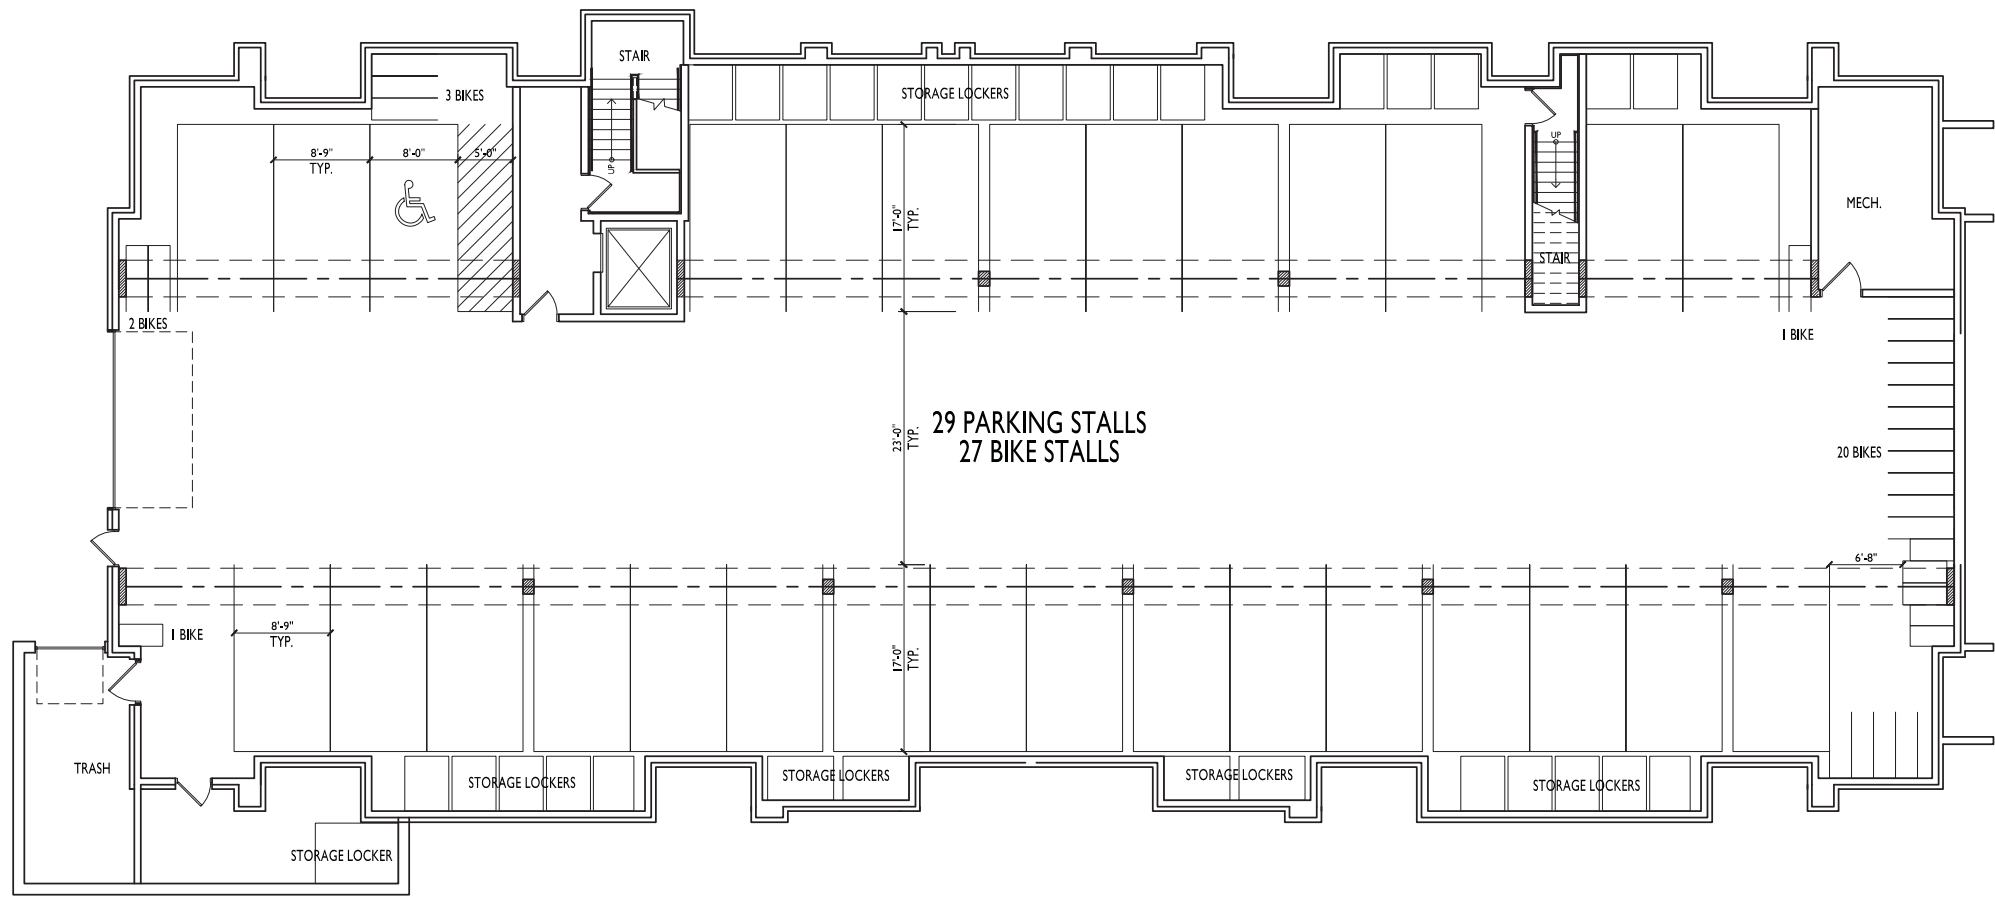 STAIR
3 BIKES
STORAGE LOCKERS
8'-9"
TYP.
8'-0"
5'-0"
UP
UP
17'-0"
TYP.
MECH.
STAIR
2 BIKES
1 BIKE
29 PARKING STALLS
27 BIKE STALLS
23'-0"
TYP.
20 BIKES
6'-8"
8'-9"
TYP.
1 BIKE
17'-0"
TYP.
TRASH
STORAGE LOCKERS
STORAGE LOCKERS
STORAGE LOCKERS
STORAGE LOCKERS
STORAGE LOCKER